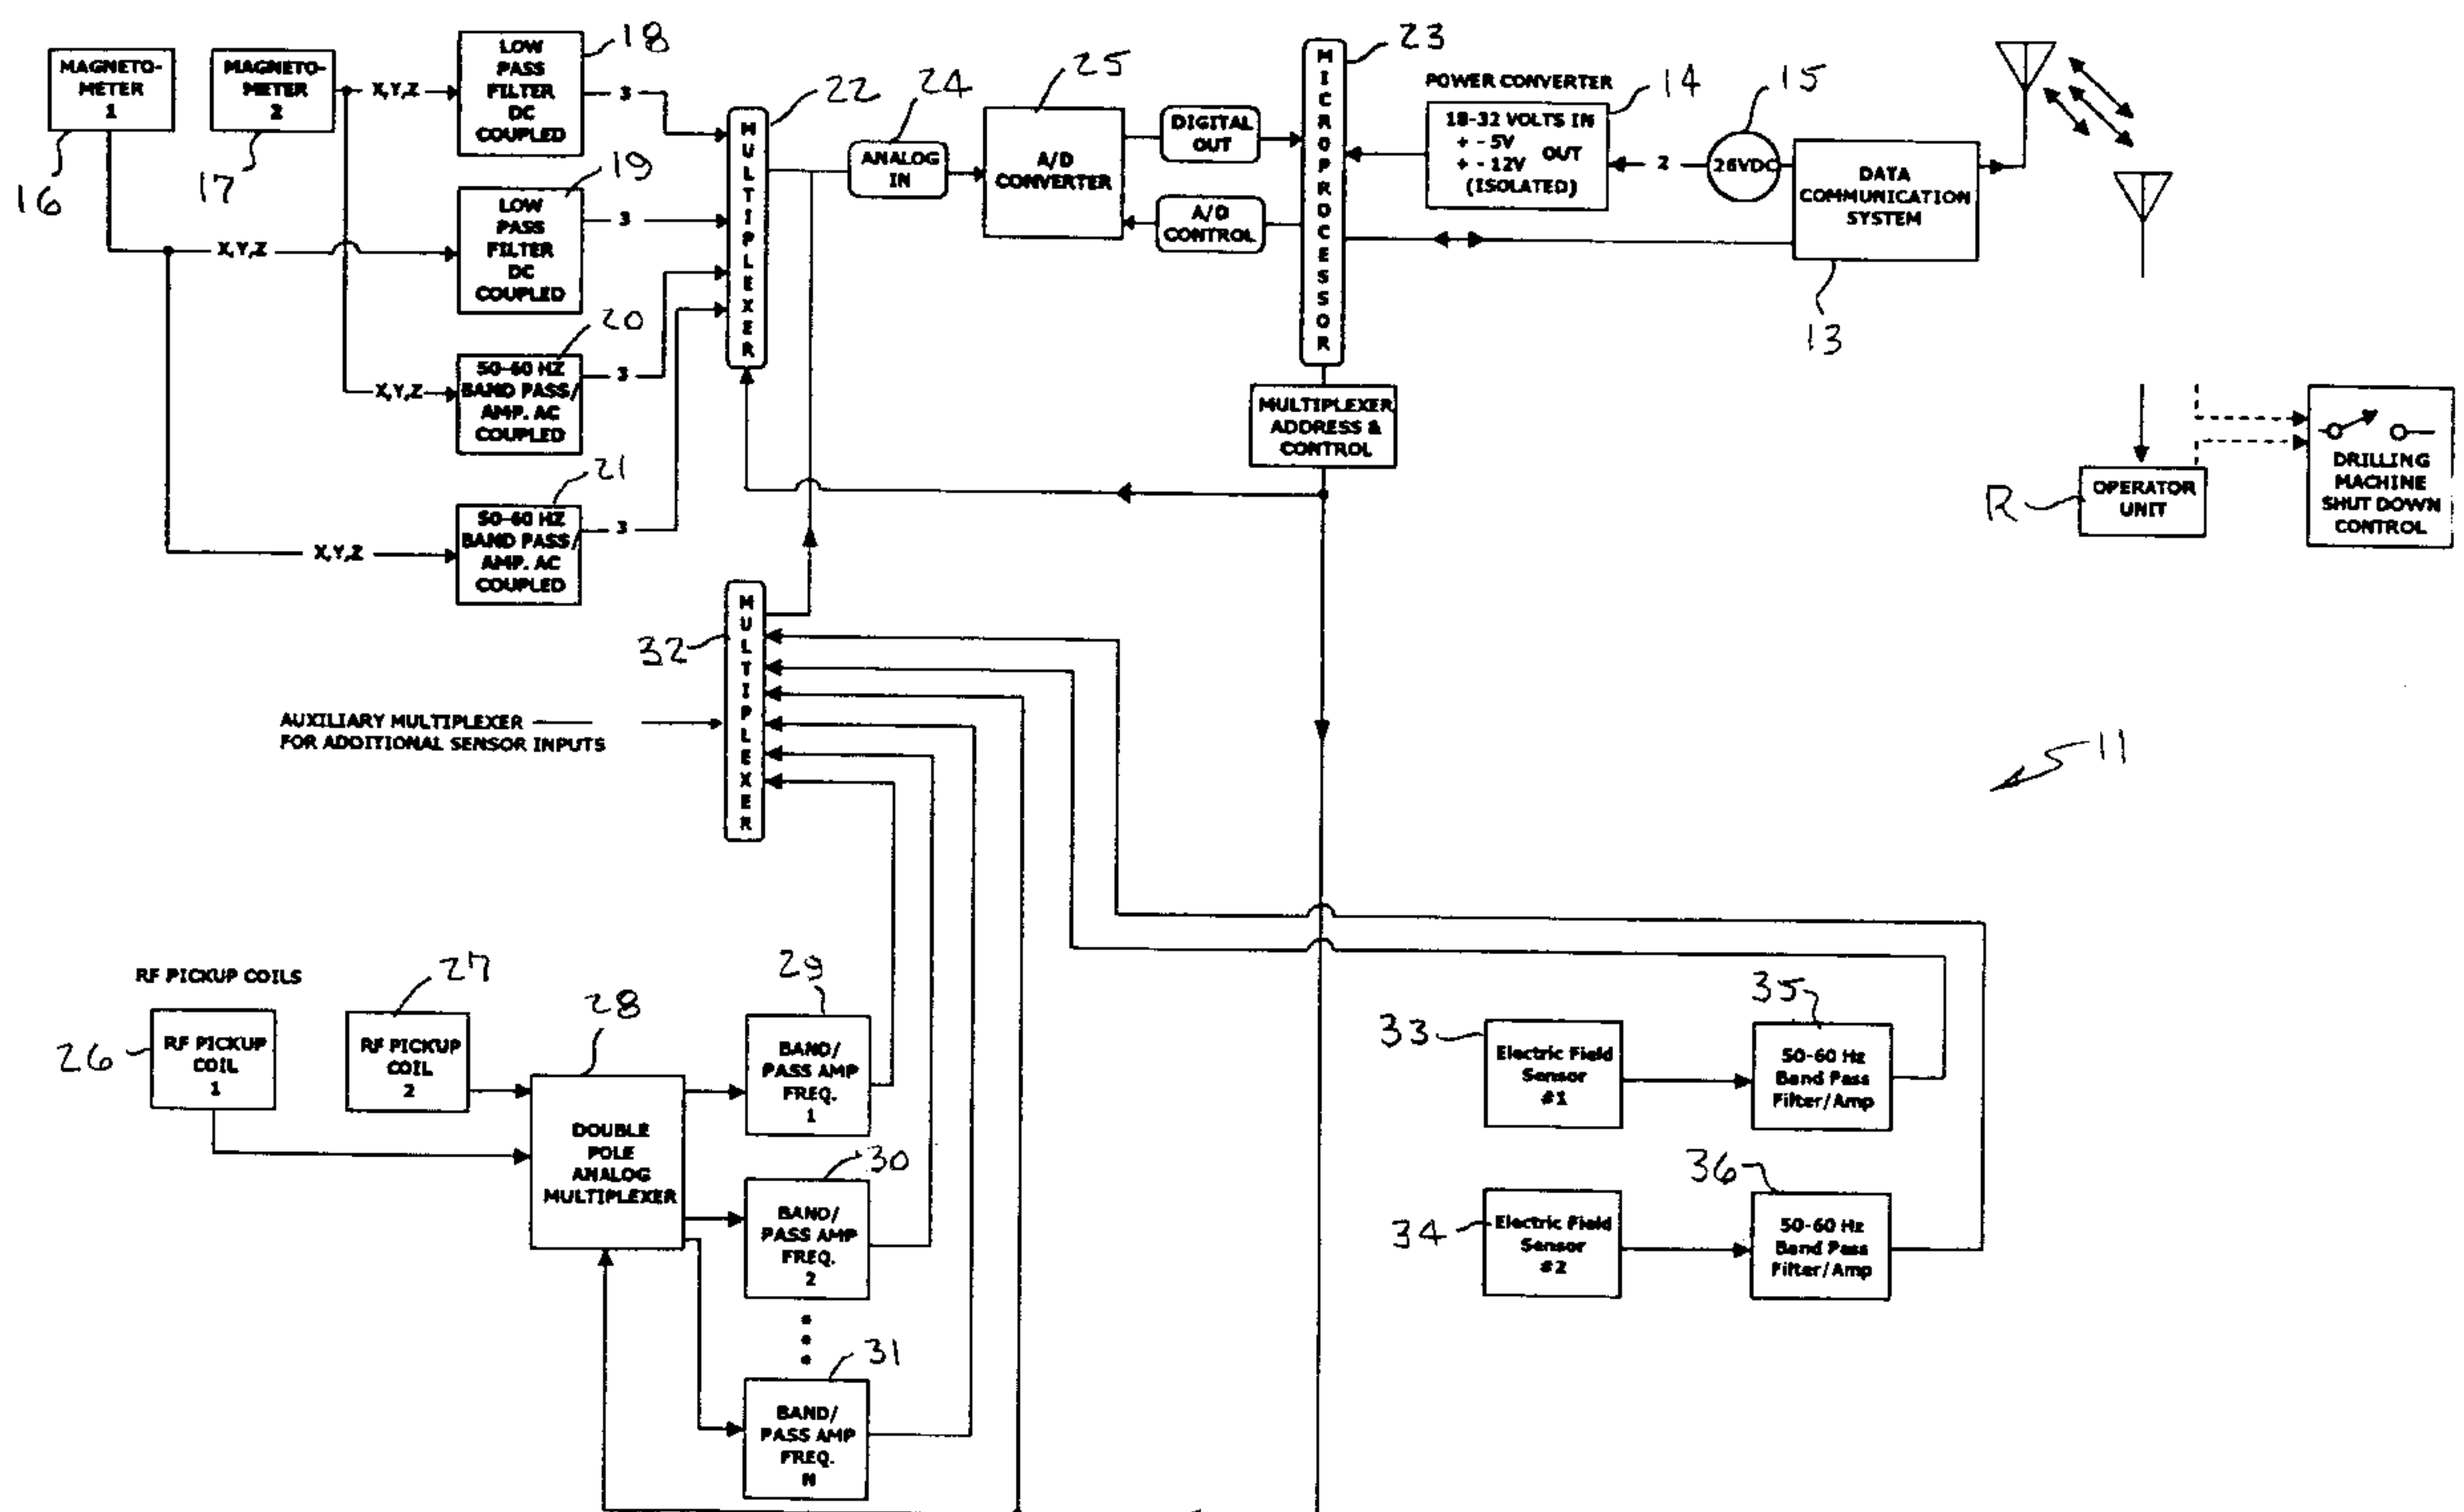 MAGNETO-
METER
1
16
MAGNETO-
METER
2
17
X,Y,Z
X,Y,Z
X,Y,Z
X,Y,Z
LOW
PASS
FILTER
DC
COUPLED
18
3
LOW
PASS
FILTER
DC
COUPLED
19
3
50-60 HZ
BAND PASS/
AMP. AC
COUPLED
20
3
50-60 HZ
BAND PASS/
AMP. AC
COUPLED
21
3
MULTIPLEXER
22
ANALOG
IN
24
A/D
CONVERTER
25
DIGITAL
OUT
A/D
CONTROL
MICROPROCESSOR
23
POWER CONVERTER
14
18-32 VOLTS IN
+ - 5V
OUT
+ - 12V
(ISOLATED)
2
26VDC
15
DATA
COMMUNICATION
SYSTEM
13
MULTIPLEXER
ADDRESS &
CONTROL
R
OPERATOR
UNIT
DRILLING
MACHINE
SHUT DOWN
CONTROL
32
MULTIPLEXER
AUXILIARY MULTIPLEXER
FOR ADDITIONAL SENSOR INPUTS
11
RF PICKUP COILS
RF PICKUP
COIL
1
26
RF PICKUP
COIL
2
27
DOUBLE
POLE
ANALOG
MULTIPLEXER
28
BAND/
PASS AMP
FREQ.
1
29
BAND/
PASS AMP
FREQ.
2
30
BAND/
PASS AMP
FREQ.
N
31
33
Electric Field
Sensor
#1
35
50-60 Hz
Band Pass
Filter/Amp
34
Electric Field
Sensor
#2
36
50-60 Hz
Band Pass
Filter/Amp